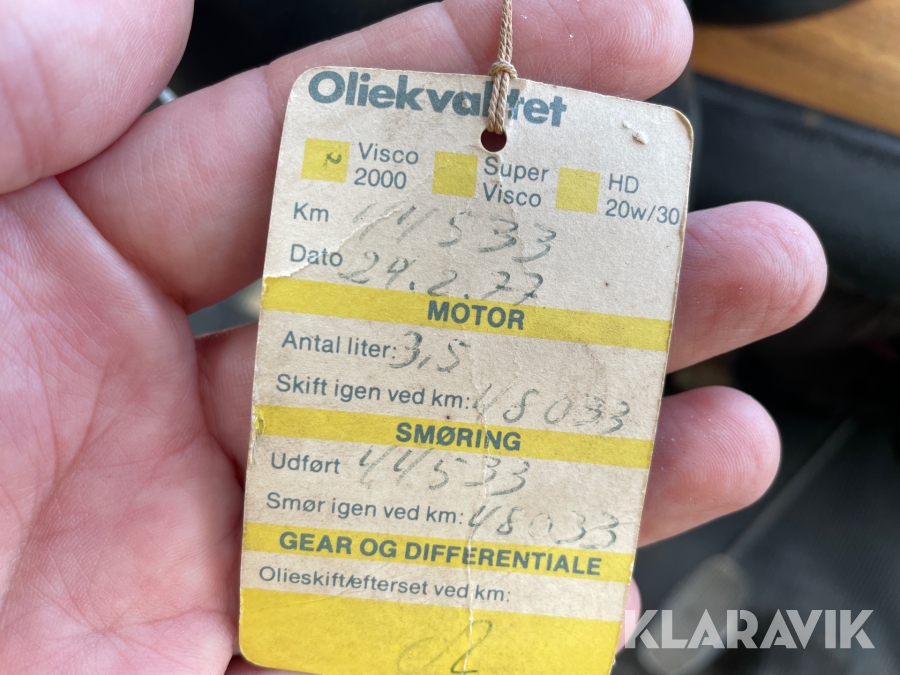 Oliekvalitet
Visco 2000
Super Visco
HD 20w/30
Km 44533
Dato 24.2.77
MOTOR
Antal liter: 3,5
Skift igen ved km: 48033
SMØRING
Udført 44533
Smør igen ved km: 48033
GEAR OG DIFFERENTIALE
Olieskift/efterset ved km:
KLARAVIK